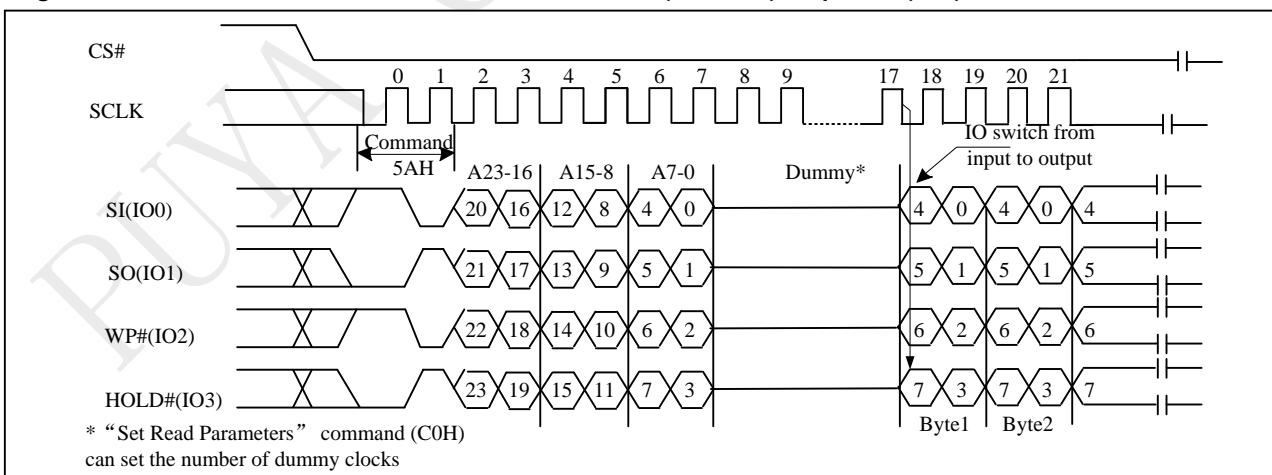 CS#
0 1 2 3 4 5 6 7 8 9 17 18 19 20 21
SCLK
IO switch from
input to output
Command
5AH
A23-16 A15-8 A7-0 Dummy*
SI(IO0) 20 16 12 8 4 0 4 0 4 0 4
SO(IO1) 21 17 13 9 5 1 5 1 5 1 5
WP#(IO2) 22 18 14 10 6 2 6 2 6 2 6
HOLD#(IO3) 23 19 15 11 7 3 7 3 7 3 7
Byte1 Byte2
* “Set Read Parameters” command (C0H)
can set the number of dummy clocks
PUYA